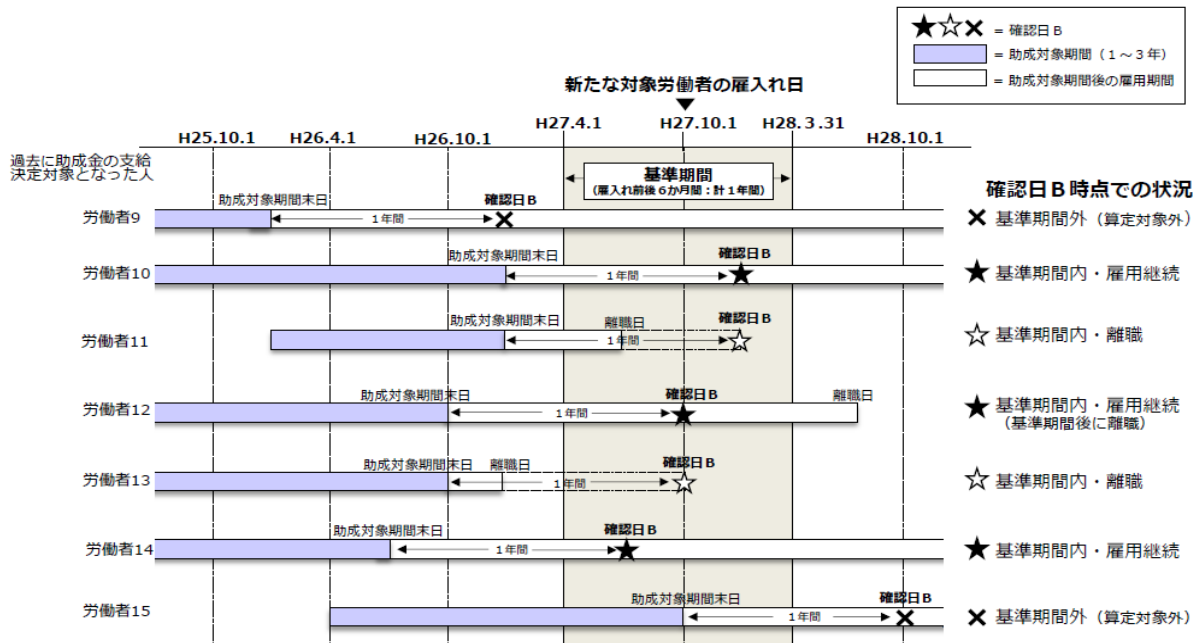 ★☆✕ = 確認日B
= 助成対象期間(1～3年)
= 助成対象期間後の雇用期間
新たな対象労働者の雇入れ日
▼
H25.10.1 H26.4.1 H26.10.1 H27.4.1 H27.10.1 H28.3.31 H28.10.1
過去に助成金の支給
決定対象となった人
基準期間
(雇入れ前後6か月間:計1年間)
確認日B時点での状況
助成対象期間末日 確認日B
労働者9 1年間 ✕ ✕ 基準期間外(算定対象外)
助成対象期間末日 確認日B
労働者10 1年間 ★ ★ 基準期間内・雇用継続
助成対象期間末日 離職日 確認日B
労働者11 1年間 ☆ ☆ 基準期間内・離職
助成対象期間末日 確認日B 離職日
労働者12 1年間 ★ ★ 基準期間内・雇用継続
(基準期間後に離職)
助成対象期間末日 離職日 確認日B
労働者13 1年間 ☆ ☆ 基準期間内・離職
助成対象期間末日 確認日B
労働者14 1年間 ★ ★ 基準期間内・雇用継続
助成対象期間末日 確認日B
労働者15 1年間 ✕ ✕ 基準期間外(算定対象外)